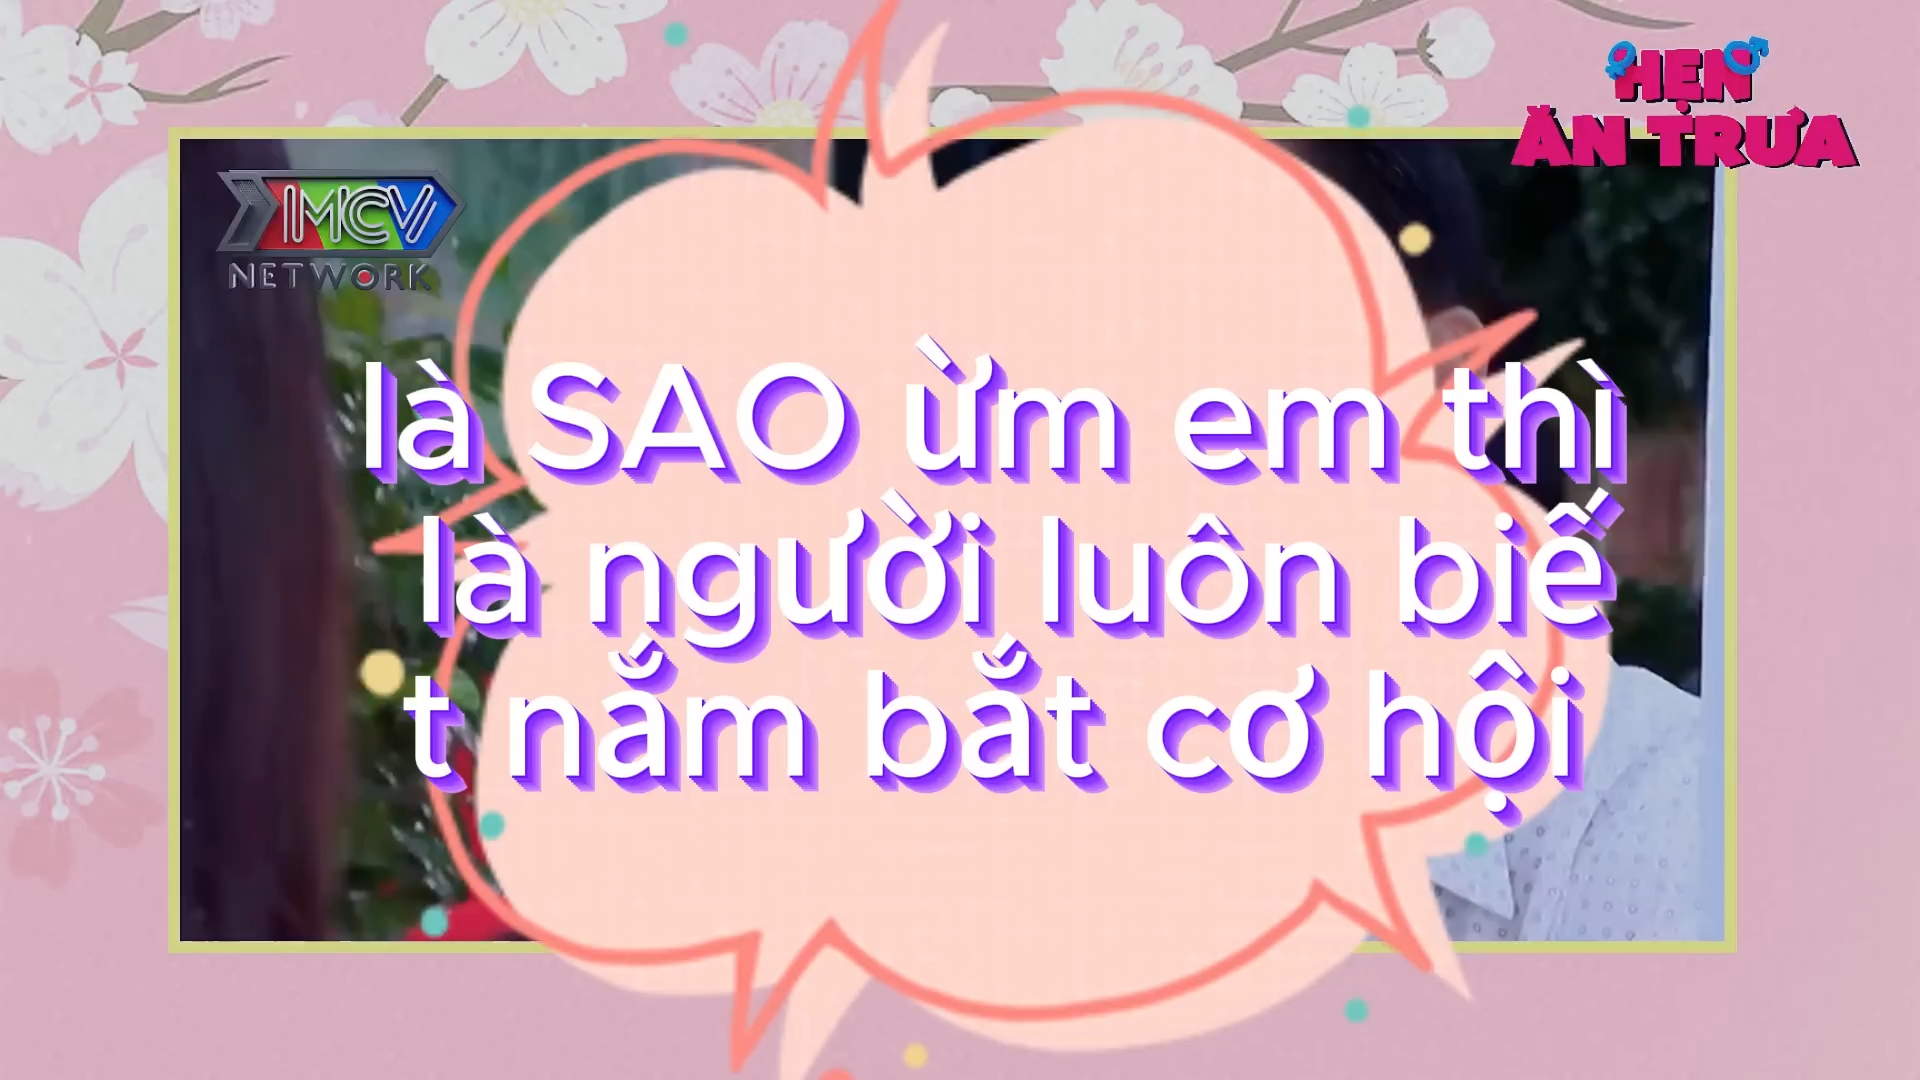 HẸN
ĂN TRƯA
MCV
NETWORK
là SAO ừm em thì
là người luôn biế
t nắm bắt cơ hội